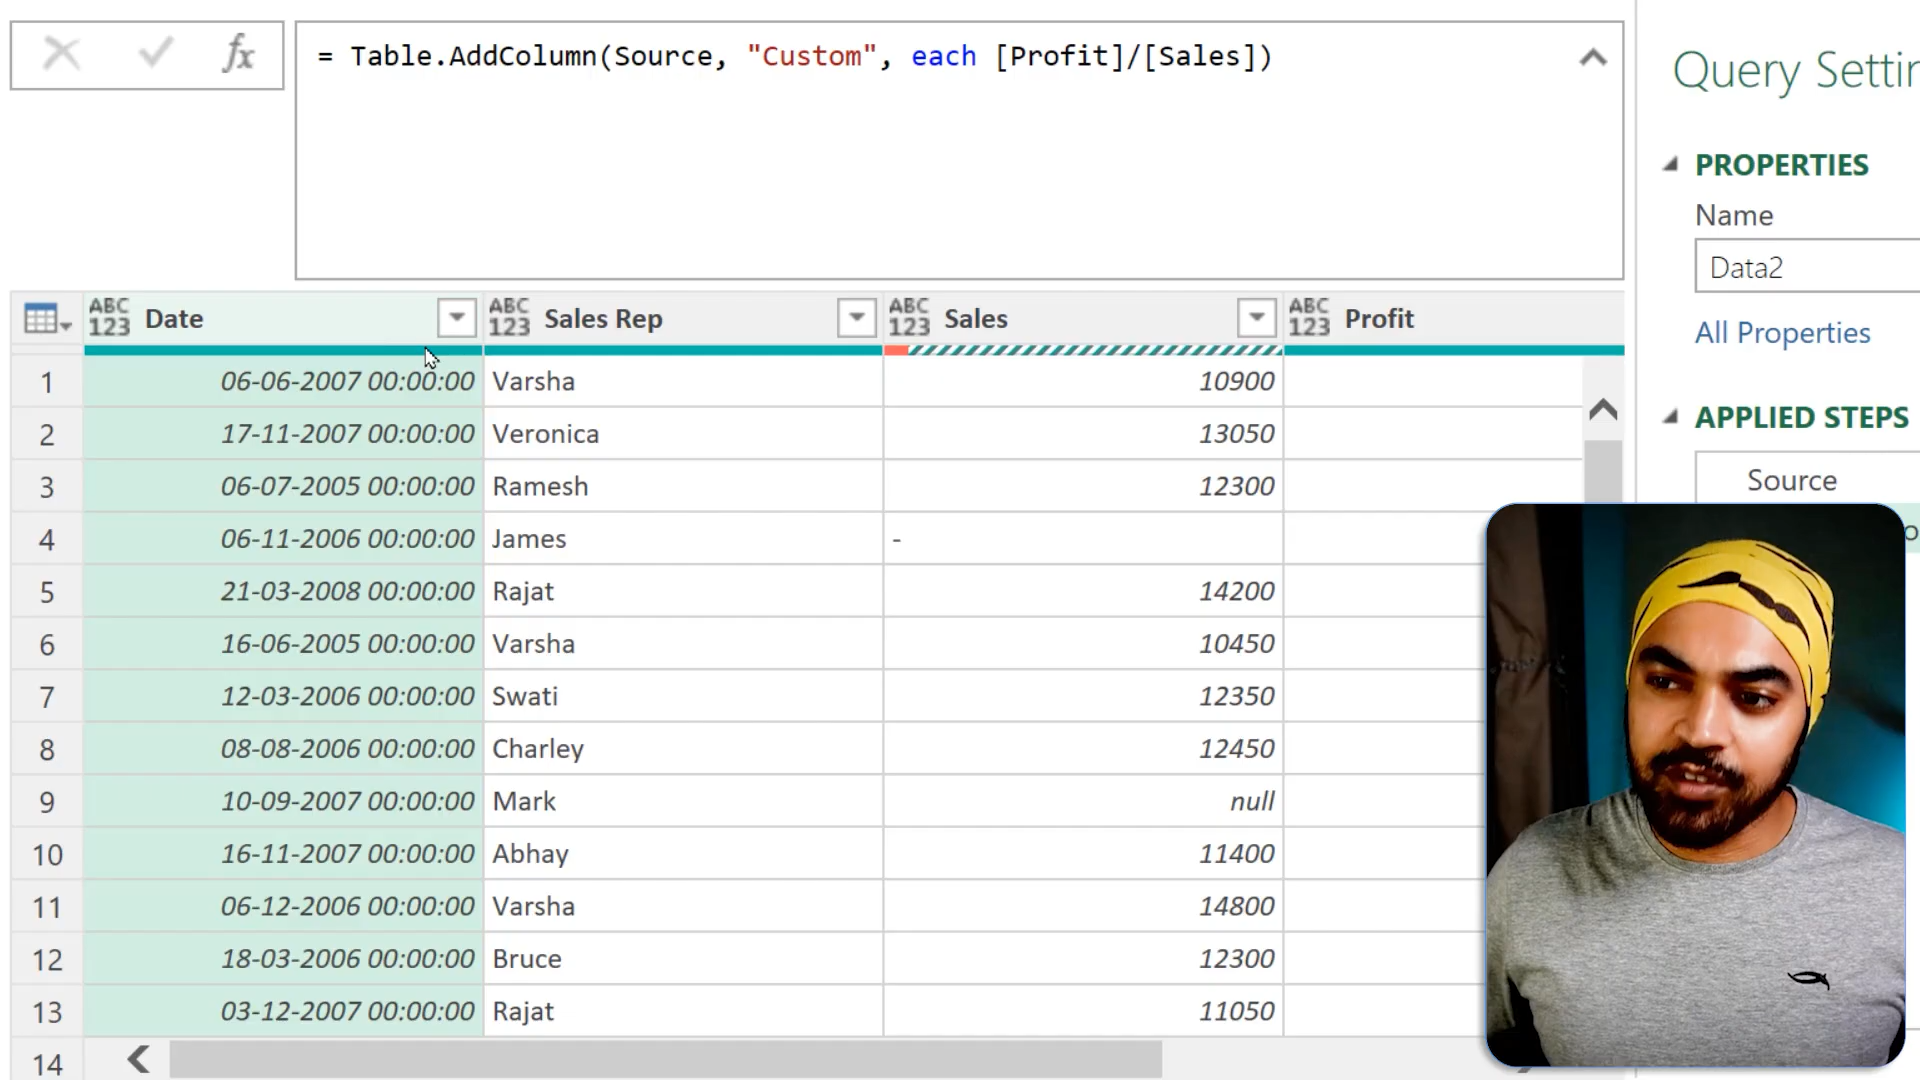 fx
= Table.AddColumn(Source, "Custom", each [Profit]/[Sales])
Query Settin
PROPERTIES
Name
Data2
All Properties
APPLIED STEPS
Source
ABC 123 Date ABC 123 Sales Rep ABC 123 Sales ABC 123 Profit
1 06-06-2007 00:00:00 Varsha 10900
2 17-11-2007 00:00:00 Veronica 13050
3 06-07-2005 00:00:00 Ramesh 12300
4 06-11-2006 00:00:00 James -
5 21-03-2008 00:00:00 Rajat 14200
6 16-06-2005 00:00:00 Varsha 10450
7 12-03-2006 00:00:00 Swati 12350
8 08-08-2006 00:00:00 Charley 12450
9 10-09-2007 00:00:00 Mark null
10 16-11-2007 00:00:00 Abhay 11400
11 06-12-2006 00:00:00 Varsha 14800
12 18-03-2006 00:00:00 Bruce 12300
13 03-12-2007 00:00:00 Rajat 11050
14